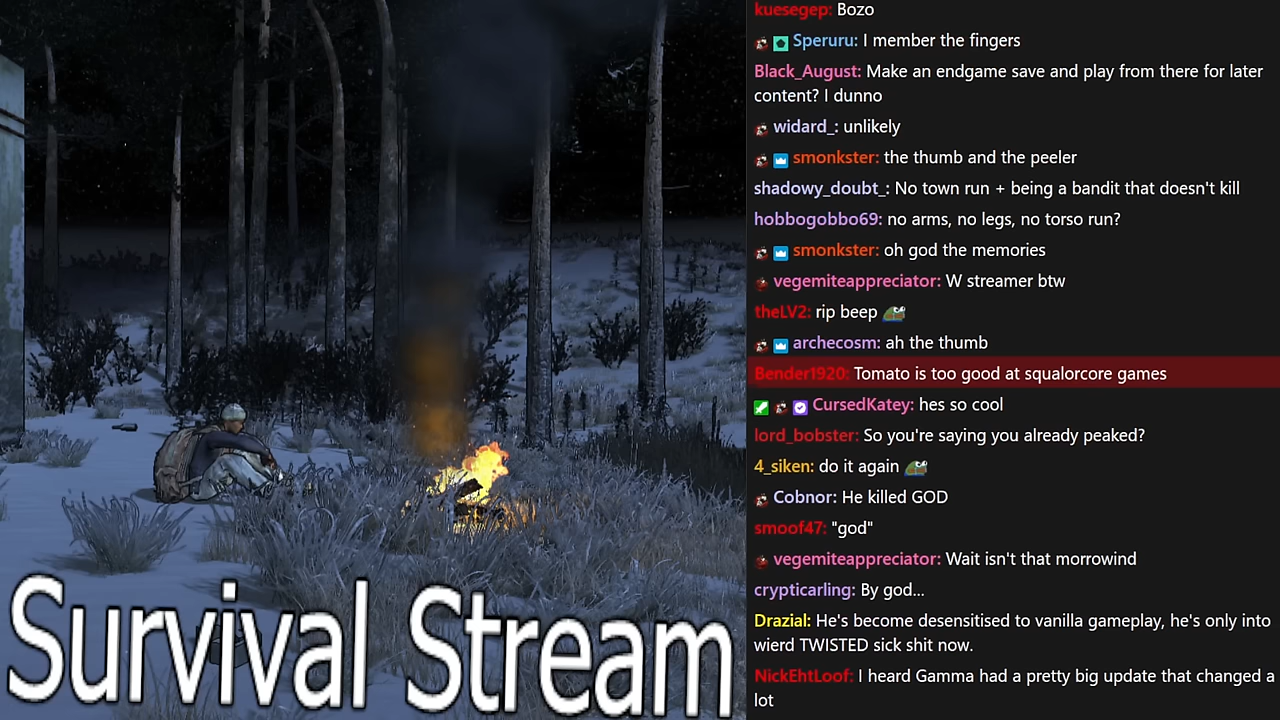 kuesegep: Bozo
Speruru: I member the fingers
Black_August: Make an endgame save and play from there for later
content? I dunno
widard_: unlikely
smonkster: the thumb and the peeler
shadowy_doubt_: No town run + being a bandit that doesn't kill
hobbogobbo69: no arms, no legs, no torso run?
smonkster: oh god the memories
vegemiteappreciator: W streamer btw
theLV2: rip beep
archecosm: ah the thumb
Bender1920: Tomato is too good at squalorcore games
CursedKatey: hes so cool
lord_bobster: So you're saying you already peaked?
4_siken: do it again
Cobnor: He killed GOD
smoof47: "god"
vegemiteappreciator: Wait isn't that morrowind
crypticarling: By god...
Drazial: He's become desensitised to vanilla gameplay, he's only into
wierd TWISTED sick shit now.
NickEhtLoof: I heard Gamma had a pretty big update that changed a
lot
Survival Stream